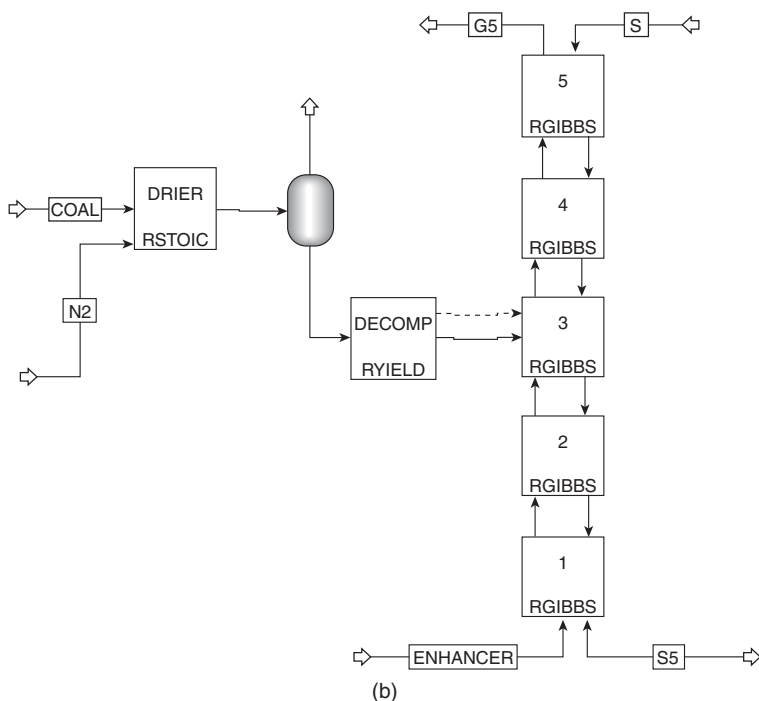 G5
S
5
RGIBBS
DRIER
RSTOIC
COAL
N2
4
RGIBBS
DECOMP
RYIELD
3
RGIBBS
2
RGIBBS
1
RGIBBS
ENHANCER
S5
(b)